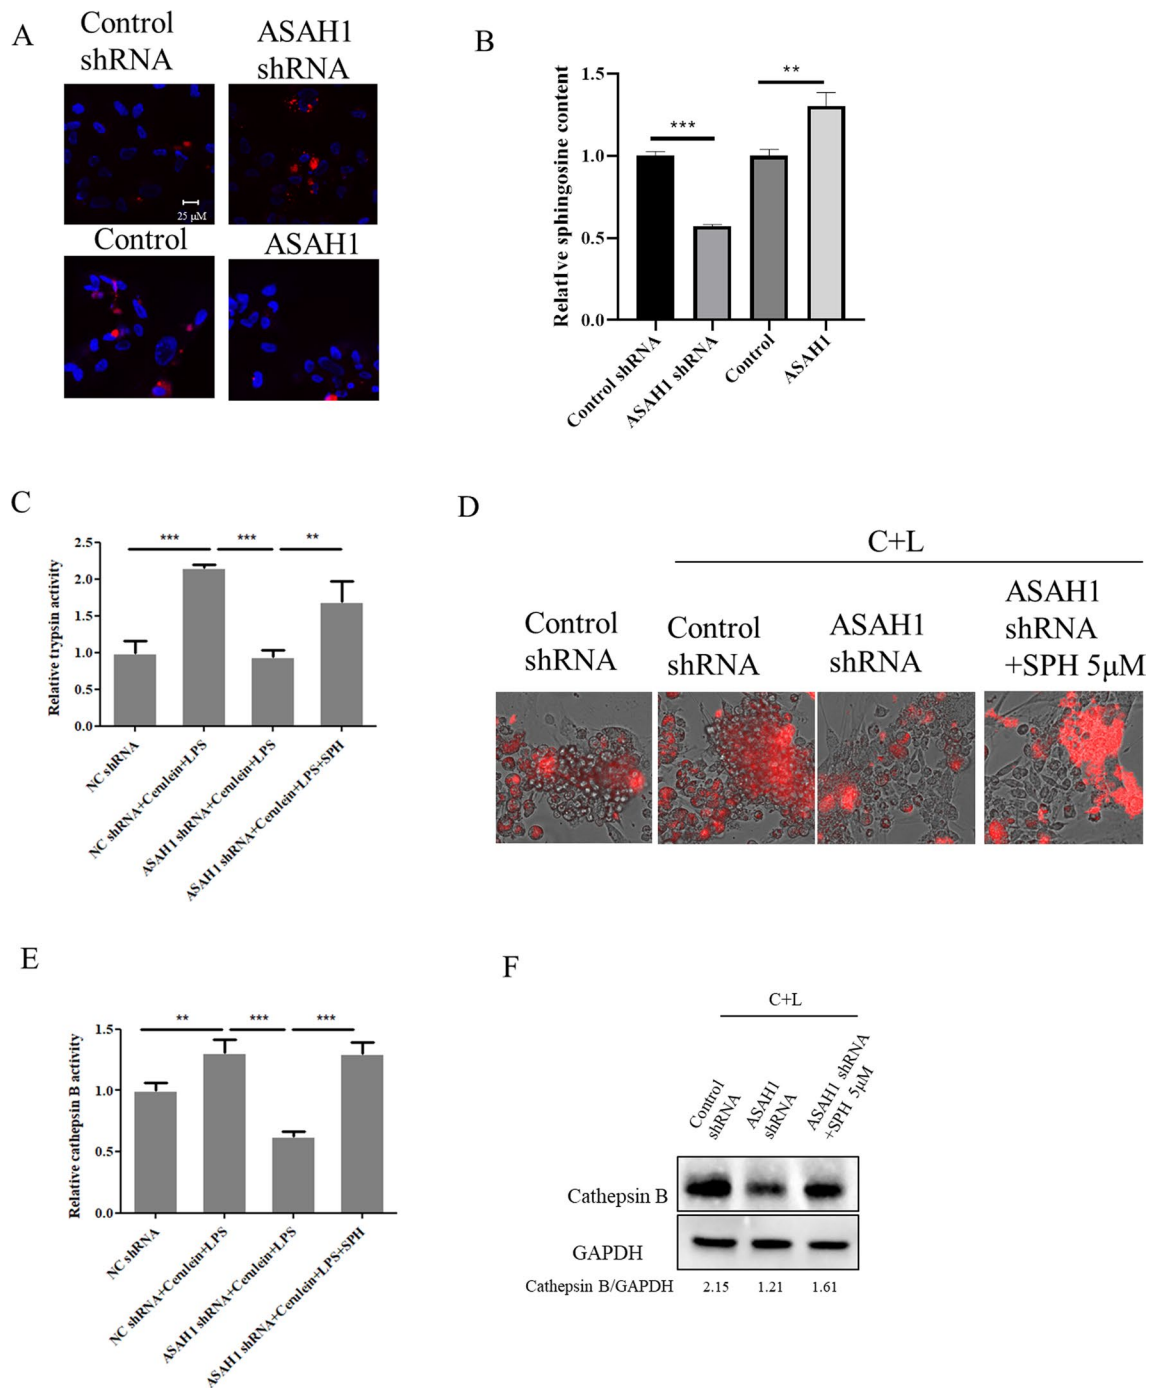 A
Control
shRNA
ASAH1
shRNA
25 μM
Control
ASAH1
B
RelatIve sphingosine content
1.5
1.0
0.5
0.0
**
***
Control shRNA
ASAH1 shRNA
Control
ASAH1
C
Relative trypsin activity
2.5
2.0
1.5
1.0
0.5
0.0
***
***
**
NC shRNA
NC shRNA+Cerulein+LPS
ASAH1 shRNA+Cerulein+LPS
ASAH1 shRNA+Cerulein+LPS+SPH
D
C+L
Control
shRNA
Control
shRNA
ASAH1
shRNA
ASAH1
shRNA
+SPH 5μM
E
Relative cathepsin B activity
1.5
1.0
0.5
0.0
**
***
***
NC shRNA
NC shRNA+Cerulein+LPS
ASAH1 shRNA+Cerulein+LPS
ASAH1 shRNA+Cerulein+LPS+SPH
F
C+L
Control
shRNA
ASAH1
shRNA
ASAH1 shRNA
+SPH 5μM
Cathepsin B
GAPDH
Cathepsin B/GAPDH 2.15 1.21 1.61